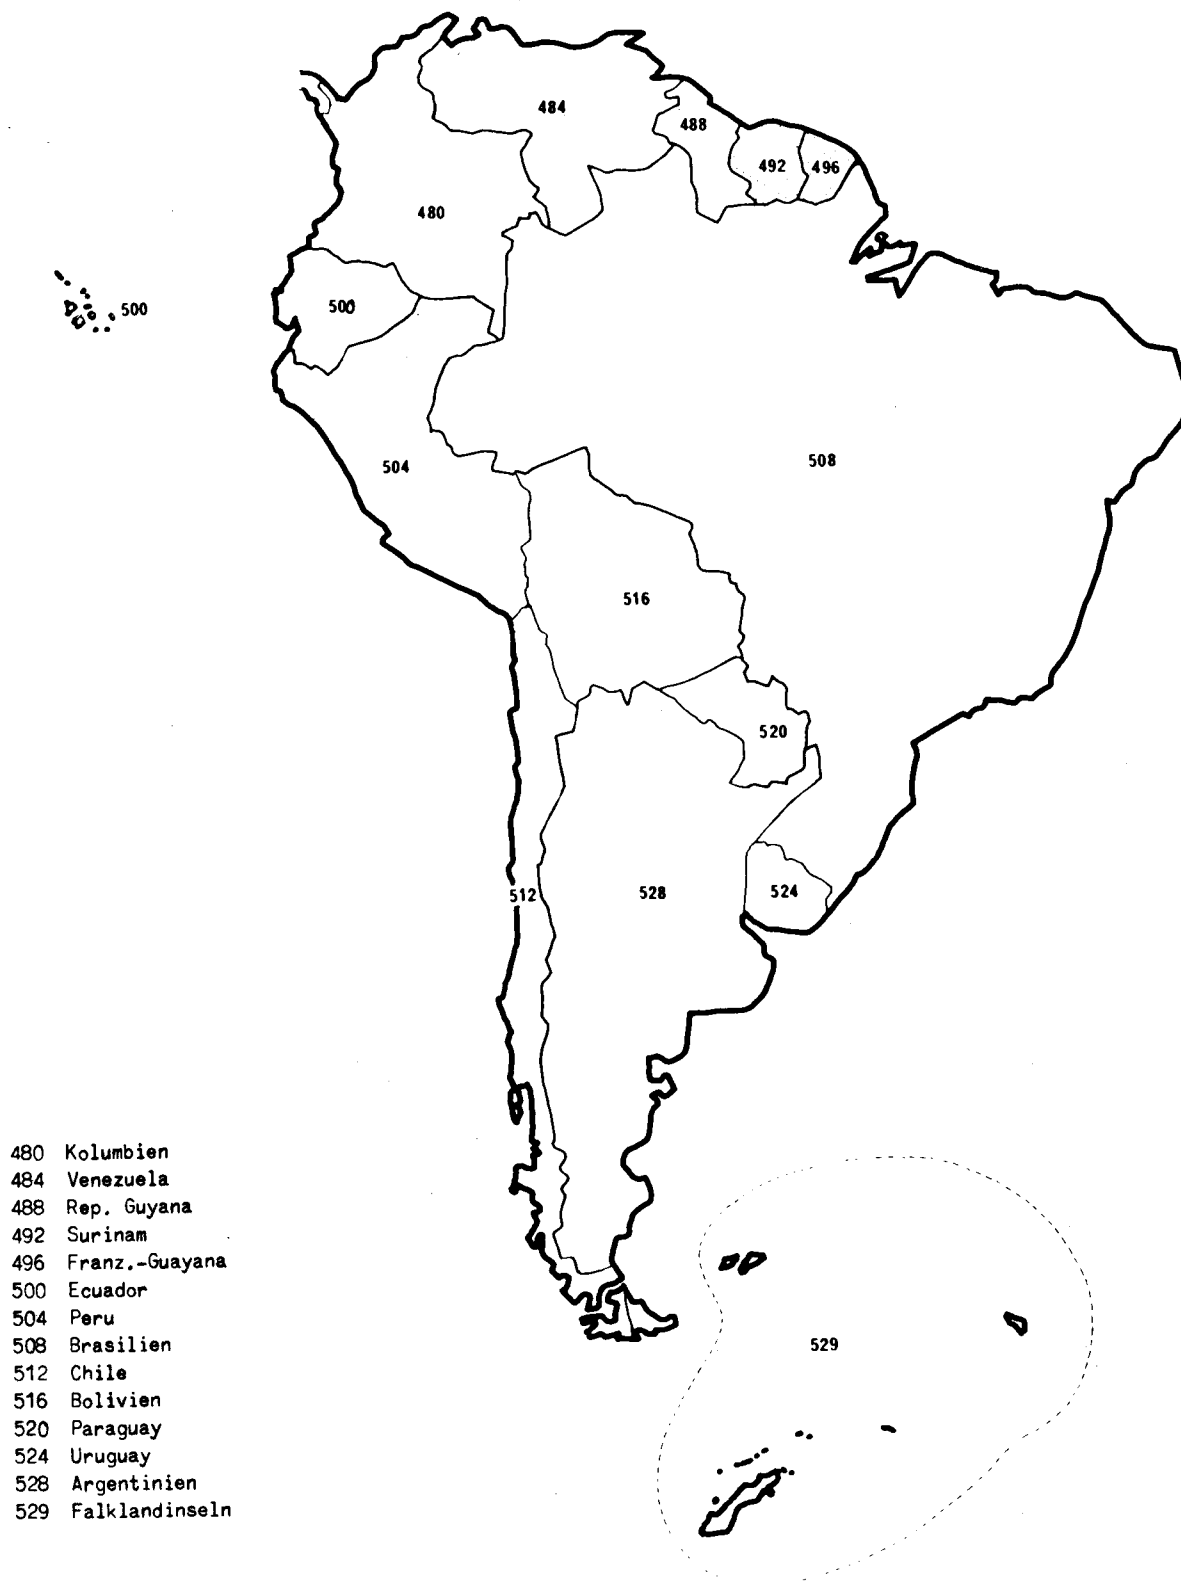 484
488
492
496
480
500
500
504
508
516
520
512
528
524
529
480 Kolumbien
484 Venezuela
488 Rep. Guyana
492 Surinam
496 Franz.-Guayana
500 Ecuador
504 Peru
508 Brasilien
512 Chile
516 Bolivien
520 Paraguay
524 Uruguay
528 Argentinien
529 Falklandinseln